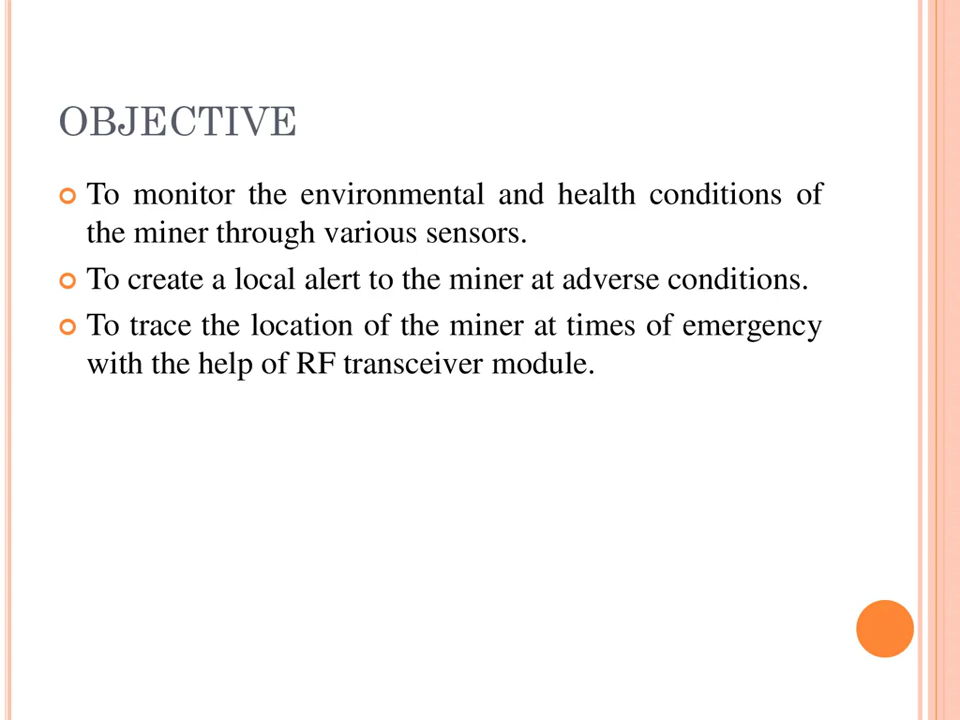 OBJECTIVE
To monitor the environmental and health conditions of
the miner through various sensors.
To create a local alert to the miner at adverse conditions.
To trace the location of the miner at times of emergency
with the help of RF transceiver module.